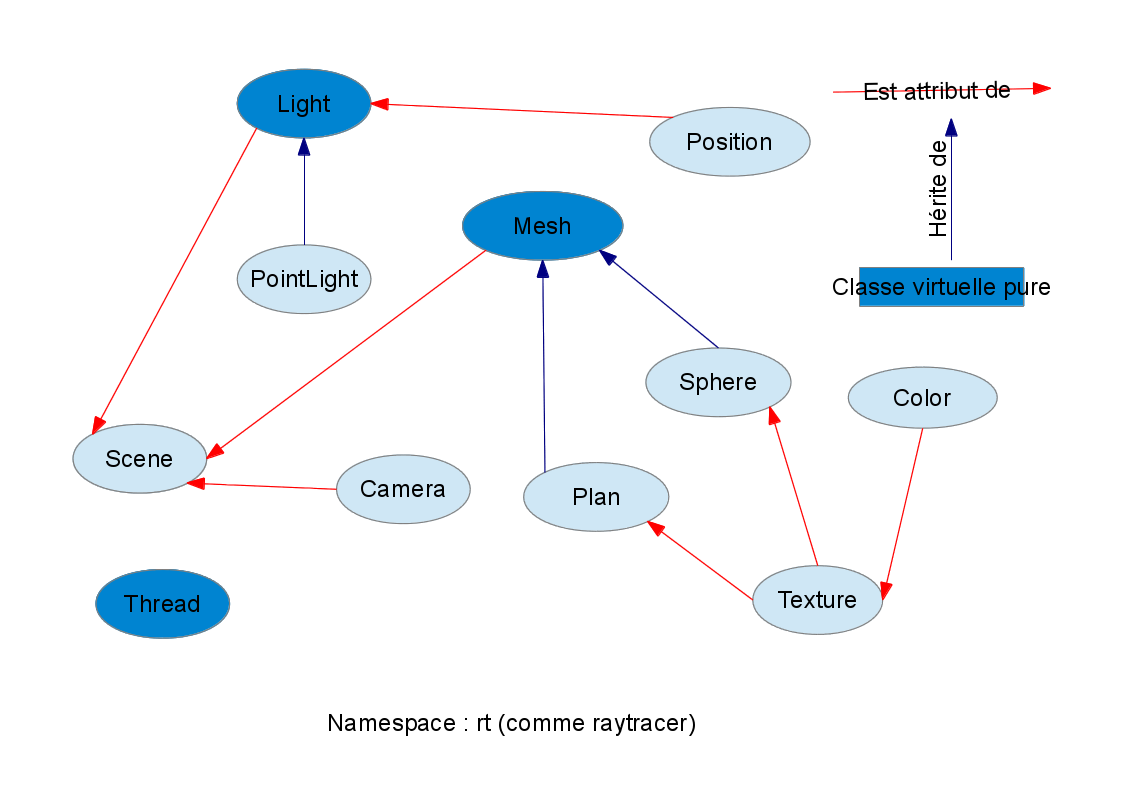 Light
Est attribut de
Position
Hérite de
Mesh
PointLight
Classe virtuelle pure
Sphere
Color
Scene
Camera
Plan
Thread
Texture
Namespace : rt (comme raytracer)